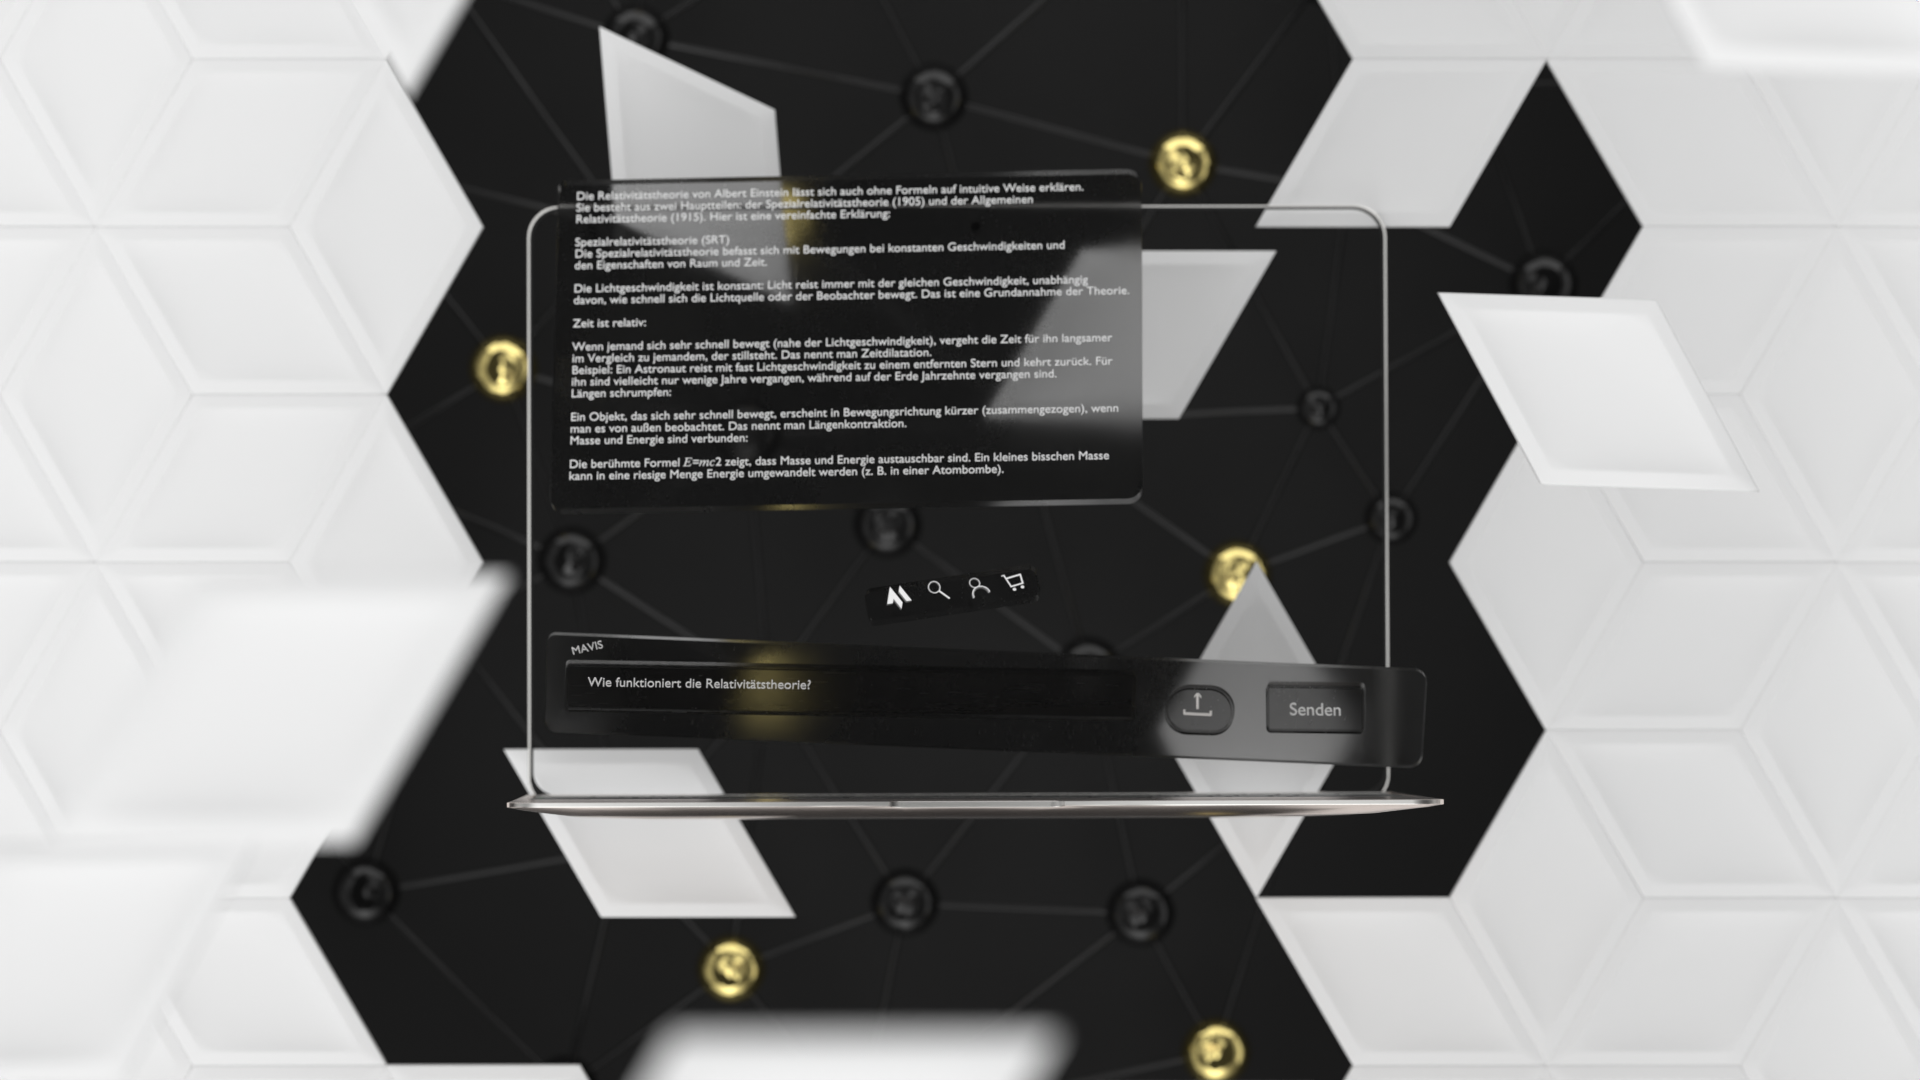 Die Relativitätstheorie von Albert Einstein lässt sich auch ohne Formeln auf intuitive Weise erklären.
Sie besteht aus zwei Hauptteilen: der Spezialrelativitätstheorie (1905) und der Allgemeinen
Relativitätstheorie (1915). Hier ist eine vereinfachte Erklärung:
Spezialrelativitätstheorie (SRT)
Die Spezialrelativitätstheorie befasst sich mit Bewegungen bei konstanten Geschwindigkeiten und
den Eigenschaften von Raum und Zeit.
Die Lichtgeschwindigkeit ist konstant: Licht reist immer mit der gleichen Geschwindigkeit, unabhängig
davon, wie schnell sich die Lichtquelle oder der Beobachter bewegt. Das ist eine Grundannahme der Theorie.
Zeit ist relativ:
Wenn jemand sich sehr schnell bewegt (nahe der Lichtgeschwindigkeit), vergeht die Zeit für ihn langsamer
im Vergleich zu jemandem, der stillsteht. Das nennt man Zeitdilatation.
Beispiel: Ein Astronaut reist mit fast Lichtgeschwindigkeit zu einem entfernten Stern und kehrt zurück. Für
ihn sind vielleicht nur wenige Jahre vergangen, während auf der Erde Jahrzehnte vergangen sind.
Längen schrumpfen:
Ein Objekt, das sich sehr schnell bewegt, erscheint in Bewegungsrichtung kürzer (zusammengezogen), wenn
man es von außen beobachtet. Das nennt man Längenkontraktion.
Masse und Energie sind verbunden:
Die berühmte Formel E=mc2 zeigt, dass Masse und Energie austauschbar sind. Ein kleines bisschen Masse
kann in eine riesige Menge Energie umgewandelt werden (z. B. in einer Atombombe).
MAVIS
Wie funktioniert die Relativitätstheorie?
Senden